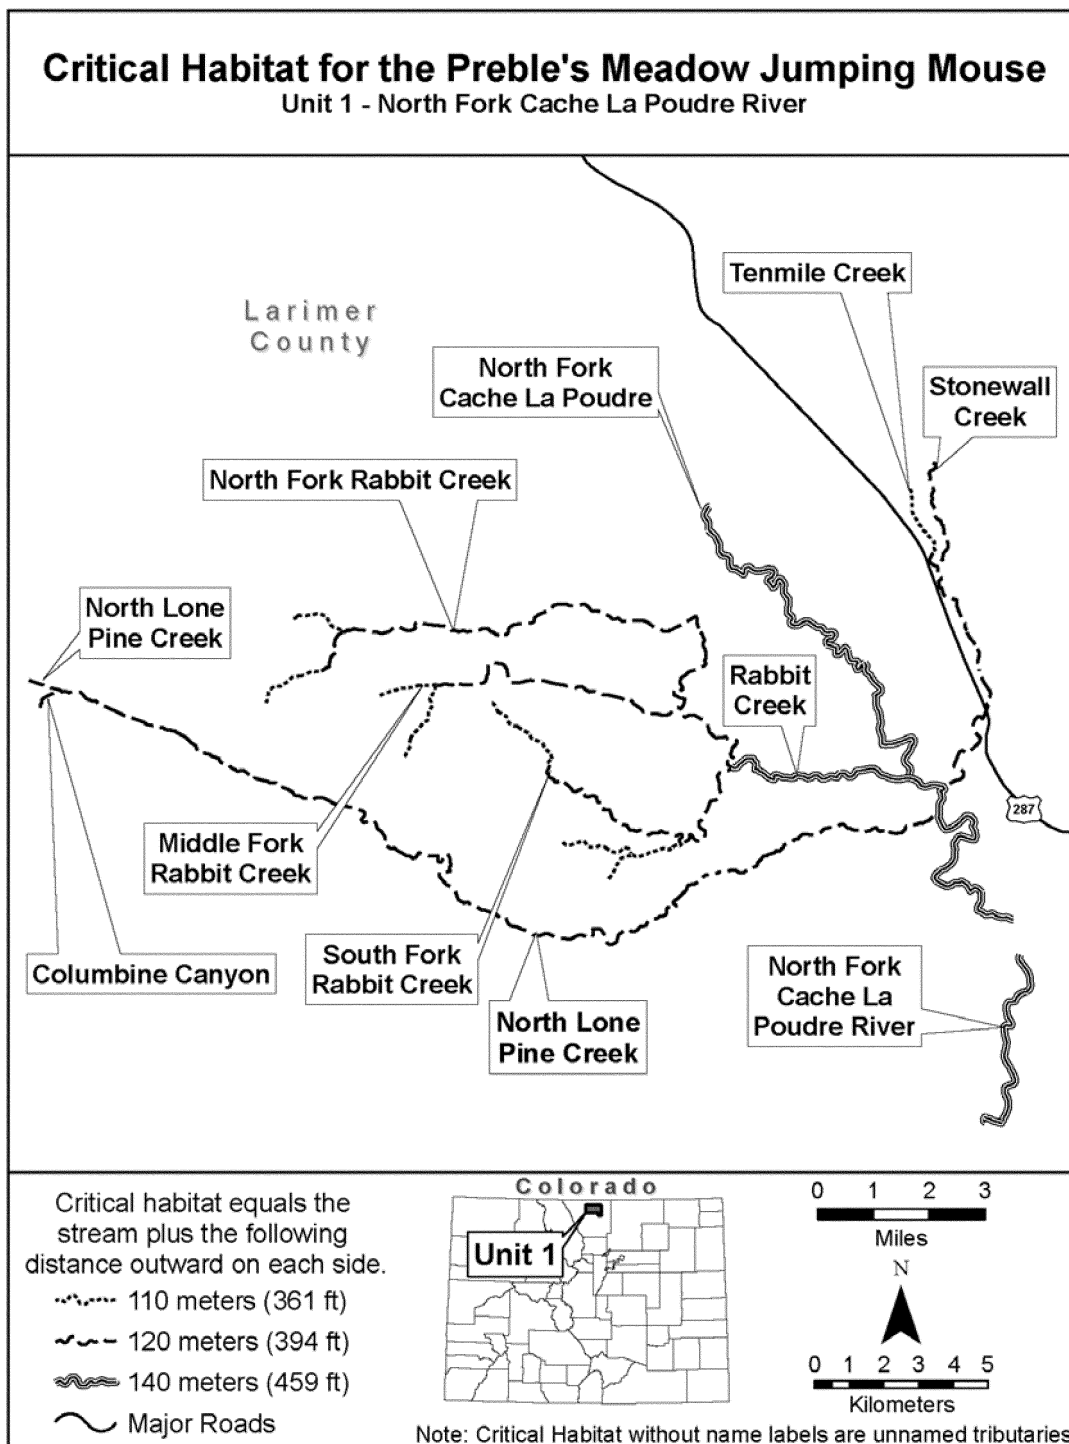 Critical Habitat for the Preble's Meadow Jumping Mouse
Unit 1 - North Fork Cache La Poudre River
Tenmile Creek
Larimer
County
North Fork
Cache La Poudre
Stonewall
Creek
North Fork Rabbit Creek
North Lone
Pine Creek
Rabbit
Creek
287
Middle Fork
Rabbit Creek
South Fork
Rabbit Creek
Columbine Canyon
North Lone
Pine Creek
North Fork
Cache La
Poudre River
Critical habitat equals the
stream plus the following
distance outward on each side.
110 meters (361 ft)
120 meters (394 ft)
140 meters (459 ft)
Major Roads
Colorado
Unit 1
0 1 2 3
Miles
N
0 1 2 3 4 5
Kilometers
Note: Critical Habitat without name labels are unnamed tributaries